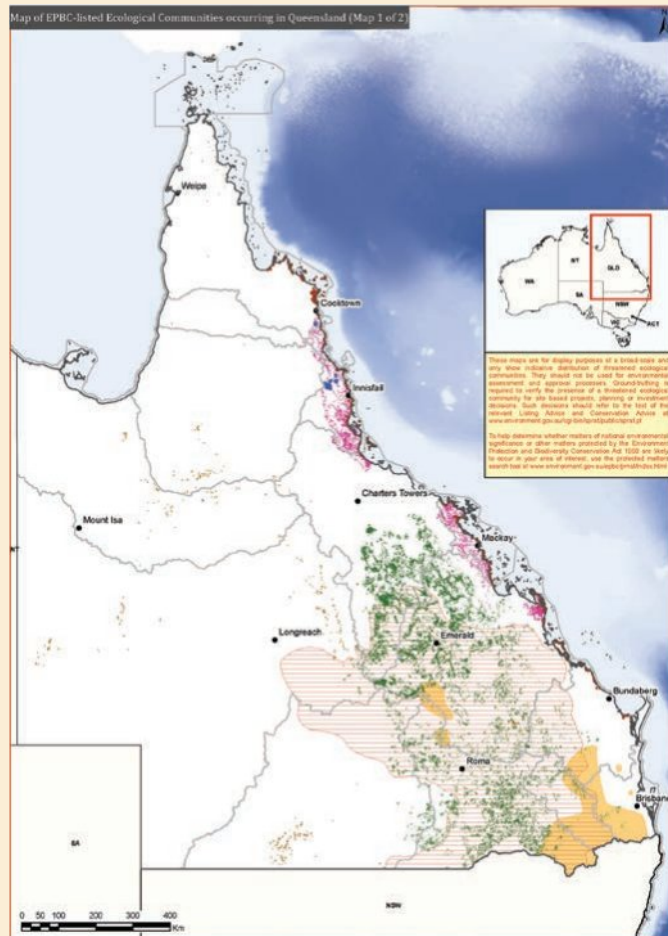 Map of EPBC-listed Ecological Communities occurring in Queensland (Map 1 of 2)
Weipa
Cooktown
Innisfail
Charters Towers
Mount Isa
Mackay
Longreach
Emerald
Bundaberg
Roma
Brisbane
SA
NSW
NT
WA
NT
QLD
SA
NSW
VIC
ACT
TAS
These maps are for display purposes at a broad-scale and
only show indicative distribution of threatened ecological
communities. They should not be used for environmental
assessment and approval processes. Ground-truthing is
required to verify the presence of a threatened ecological
community for site based projects, planning or investment
decisions. Such decisions should refer to the text of the
relevant Listing Advice and Conservation Advice at
To help determine whether matters of national environmental
significance or other matters protected by the Environment
Protection and Biodiversity Conservation Act 1999 are likely
to occur in your area of interest, use the protected matters
search tool at
0 50 100 200 300 400
Km